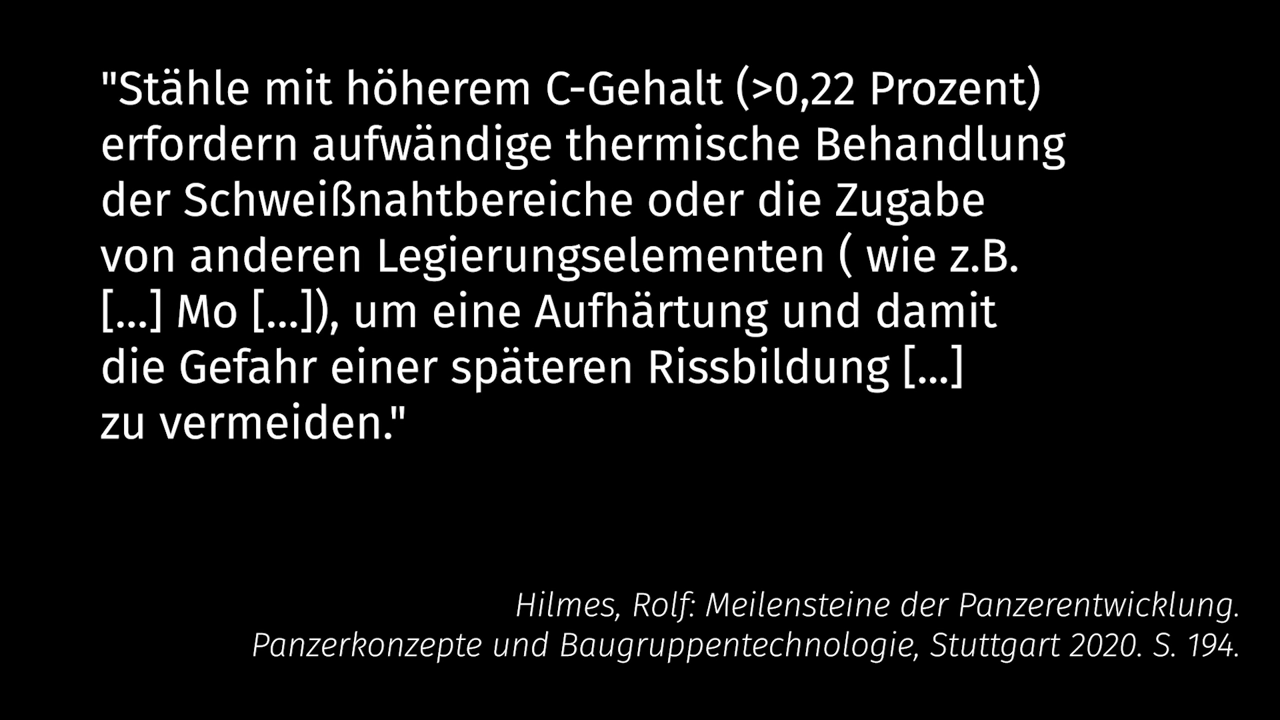 "Stähle mit höherem C-Gehalt (>0,22 Prozent)
erfordern aufwändige thermische Behandlung
der Schweißnahtbereiche oder die Zugabe
von anderen Legierungselementen ( wie z.B.
[...] Mo [...]), um eine Aufhärtung und damit
die Gefahr einer späteren Rissbildung [...]
zu vermeiden."
Hilmes, Rolf: Meilensteine der Panzerentwicklung.
Panzerkonzepte und Baugruppentechnologie, Stuttgart 2020. S. 194.